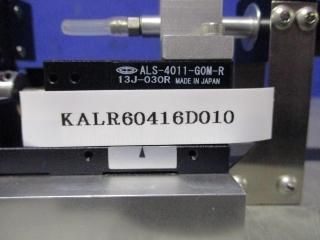 ALS-4011-G0M-R
13J-030R MADE IN JAPAN
KALR60416D010